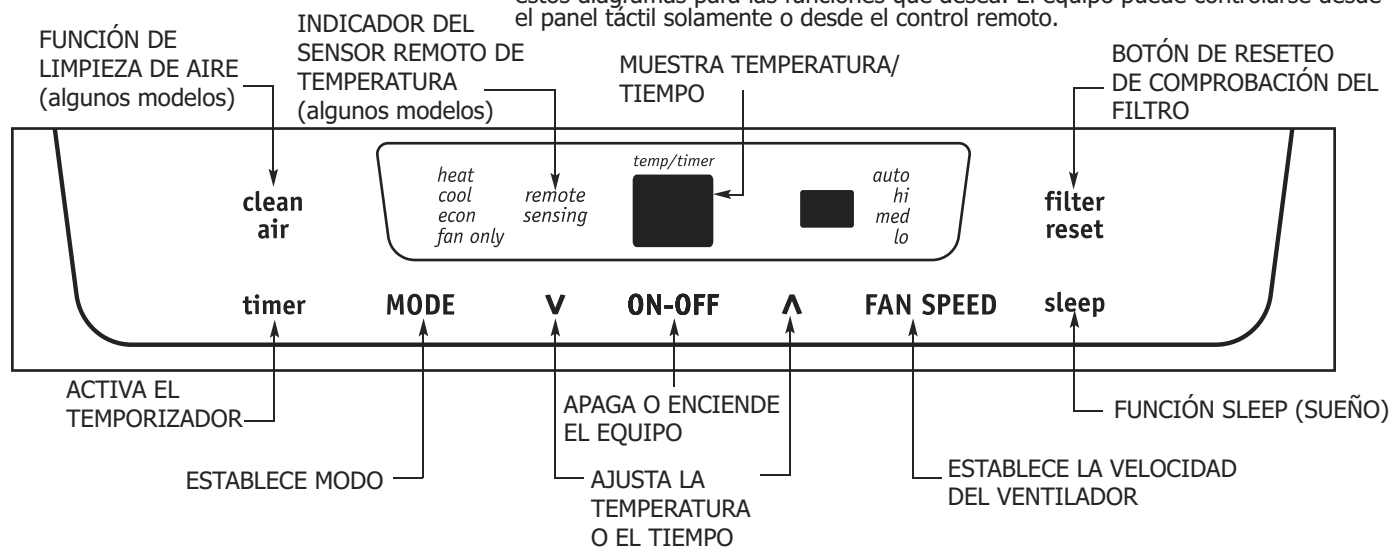 estos diagramas para las funciones que desea. El equipo puede controlarse desde
el panel táctil solamente o desde el control remoto.
FUNCIÓN DE
LIMPIEZA DE AIRE
(algunos modelos)
INDICADOR DEL
SENSOR REMOTO DE
TEMPERATURA
(algunos modelos)
MUESTRA TEMPERATURA/
TIEMPO
BOTÓN DE RESETEO
DE COMPROBACIÓN DEL
FILTRO
clean
air
heat
cool
econ
fan only
remote
sensing
temp/timer
auto
hi
med
lo
filter
reset
timer
MODE
V
ON-OFF
Λ
FAN SPEED
sleep
ACTIVA EL
TEMPORIZADOR
ESTABLECE MODO
APAGA O ENCIENDE
EL EQUIPO
AJUSTA LA
TEMPERATURA
O EL TIEMPO
ESTABLECE LA VELOCIDAD
DEL VENTILADOR
FUNCIÓN SLEEP (SUEÑO)